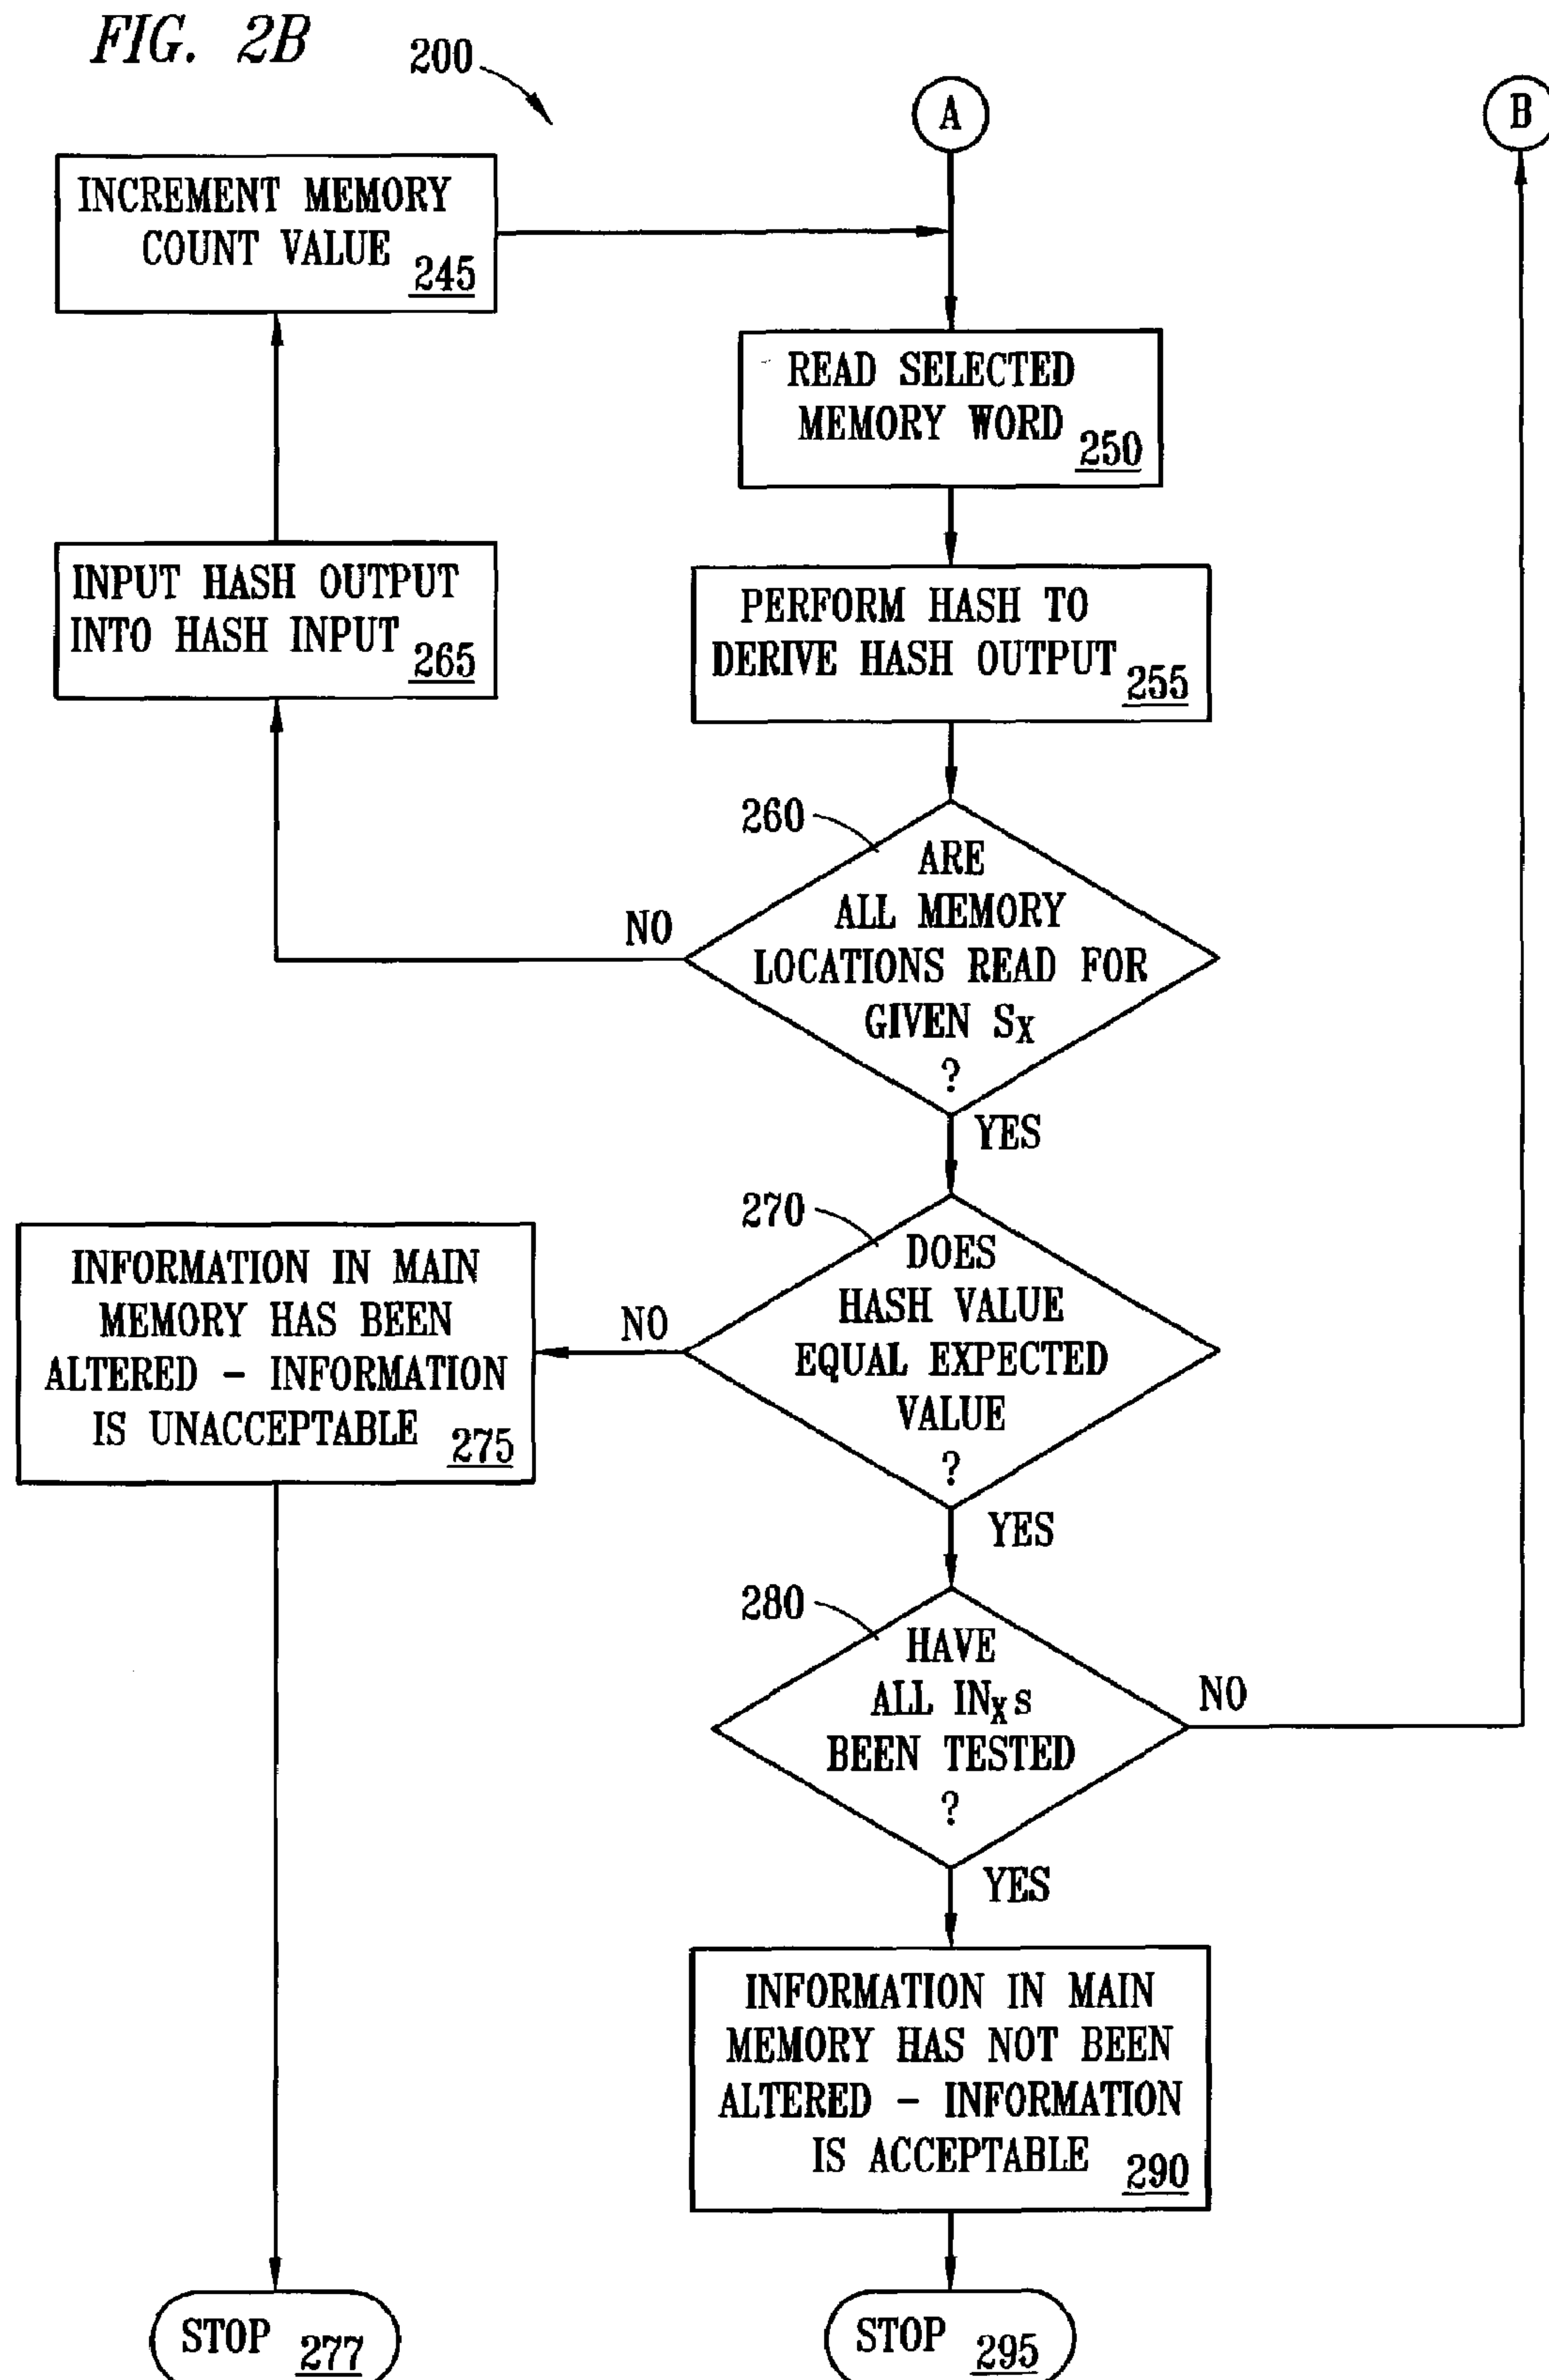 FIG. 2B
200
A
B
INCREMENT MEMORY
COUNT VALUE
245
READ SELECTED
MEMORY WORD
250
INPUT HASH OUTPUT
INTO HASH INPUT
265
PERFORM HASH TO
DERIVE HASH OUTPUT
255
260
ARE
ALL MEMORY
LOCATIONS READ FOR
GIVEN SX
?
NO
YES
270
DOES
HASH VALUE
EQUAL EXPECTED
VALUE
?
NO
YES
INFORMATION IN MAIN
MEMORY HAS BEEN
ALTERED - INFORMATION
IS UNACCEPTABLE
275
280
HAVE
ALL INXs
BEEN TESTED
?
NO
YES
INFORMATION IN MAIN
MEMORY HAS NOT BEEN
ALTERED - INFORMATION
IS ACCEPTABLE
290
STOP 277
STOP 295